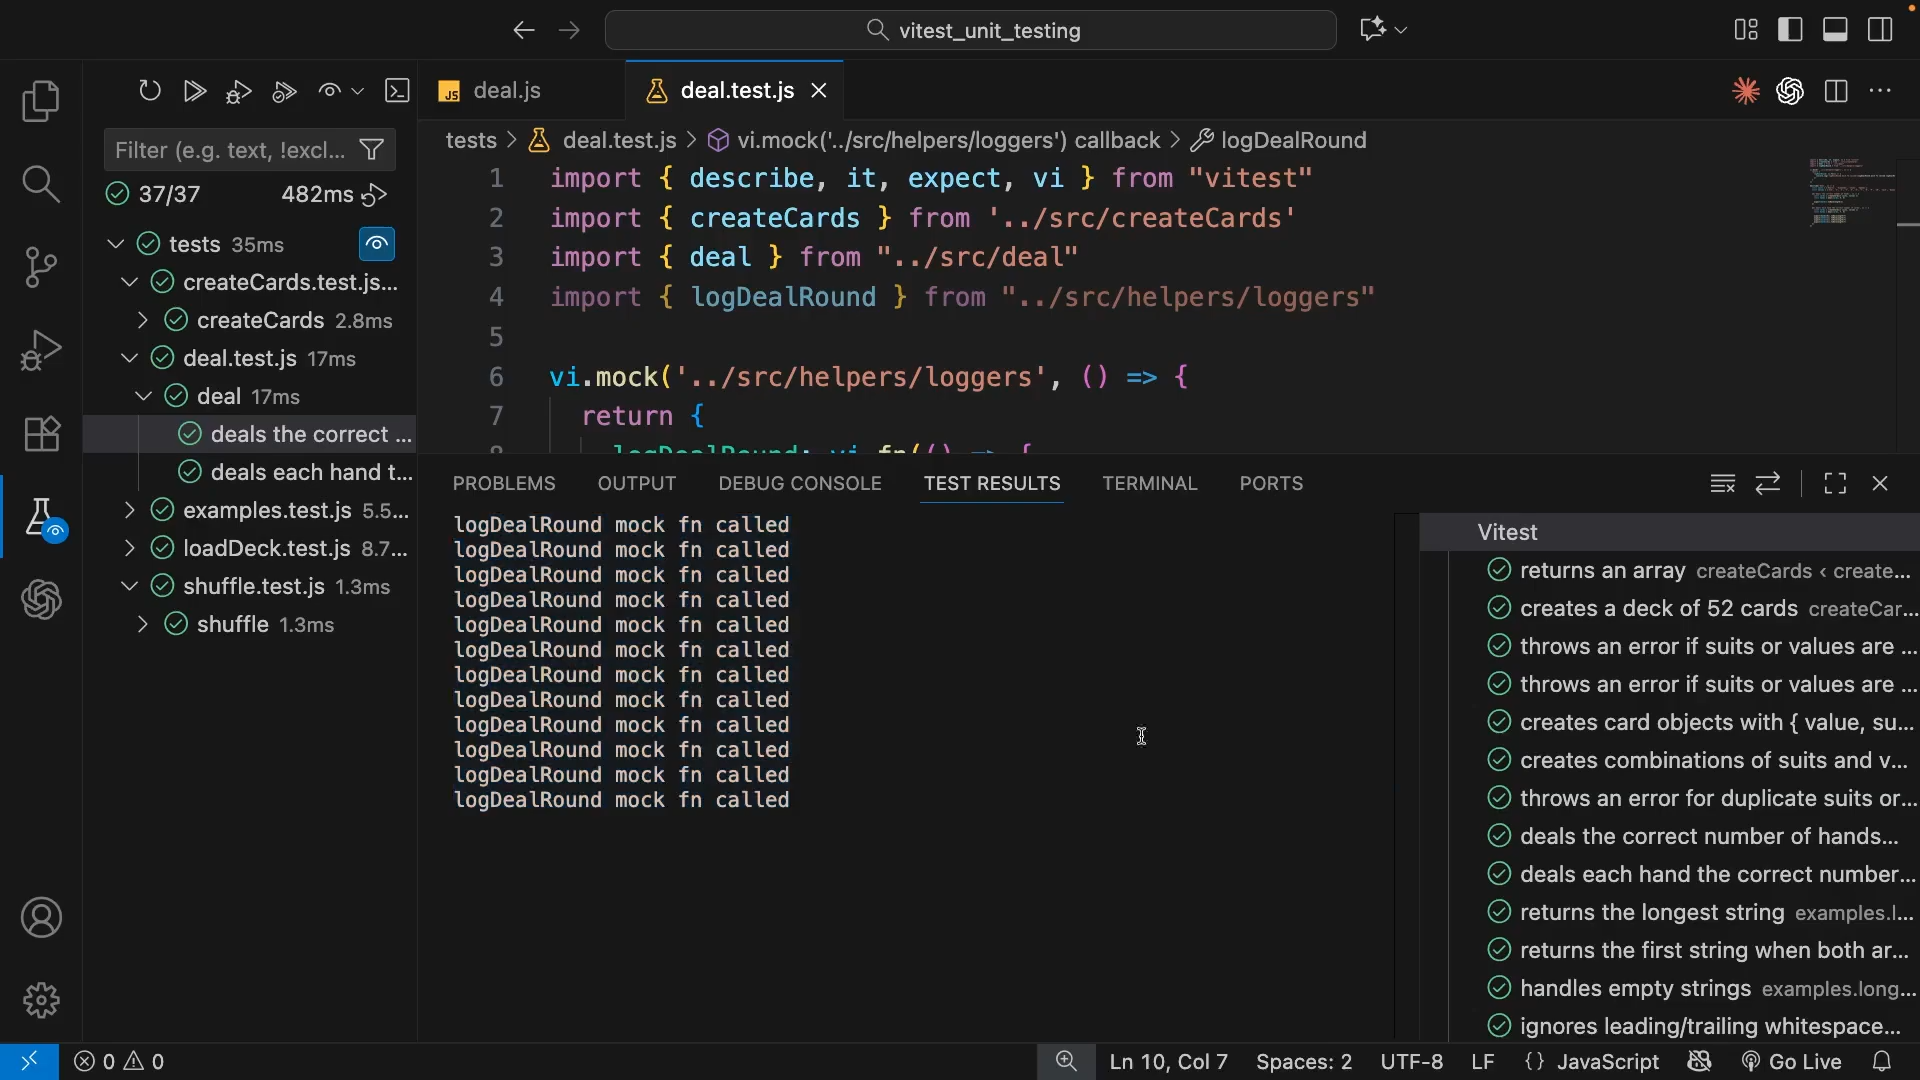 vitest_unit_testing
deal.js
deal.test.js
Filter (e.g. text, !excl...
37/37 482ms
tests 35ms
createCards.test.js...
createCards 2.8ms
deal.test.js 17ms
deal 17ms
deals the correct ...
deals each hand t...
examples.test.js 5.5...
loadDeck.test.js 8.7...
shuffle.test.js 1.3ms
shuffle 1.3ms
tests > deal.test.js > vi.mock('../src/helpers/loggers') callback > logDealRound
1 import { describe, it, expect, vi } from "vitest"
2 import { createCards } from '../src/createCards'
3 import { deal } from "../src/deal"
4 import { logDealRound } from "../src/helpers/loggers"
5
6 vi.mock('../src/helpers/loggers', () => {
7 return {
8 logDealRound: vi.fn(() => {
PROBLEMS OUTPUT DEBUG CONSOLE TEST RESULTS TERMINAL PORTS
logDealRound mock fn called
logDealRound mock fn called
logDealRound mock fn called
logDealRound mock fn called
logDealRound mock fn called
logDealRound mock fn called
logDealRound mock fn called
logDealRound mock fn called
logDealRound mock fn called
logDealRound mock fn called
logDealRound mock fn called
logDealRound mock fn called
Vitest
returns an array createCards ‹ create...
creates a deck of 52 cards createCar...
throws an error if suits or values are ...
throws an error if suits or values are ...
creates card objects with { value, su...
creates combinations of suits and v...
throws an error for duplicate suits or...
deals the correct number of hands...
deals each hand the correct number...
returns the longest string examples.l...
returns the first string when both ar...
handles empty strings examples.long...
ignores leading/trailing whitespace...
0 0
Ln 10, Col 7 Spaces: 2 UTF-8 LF {} JavaScript Go Live